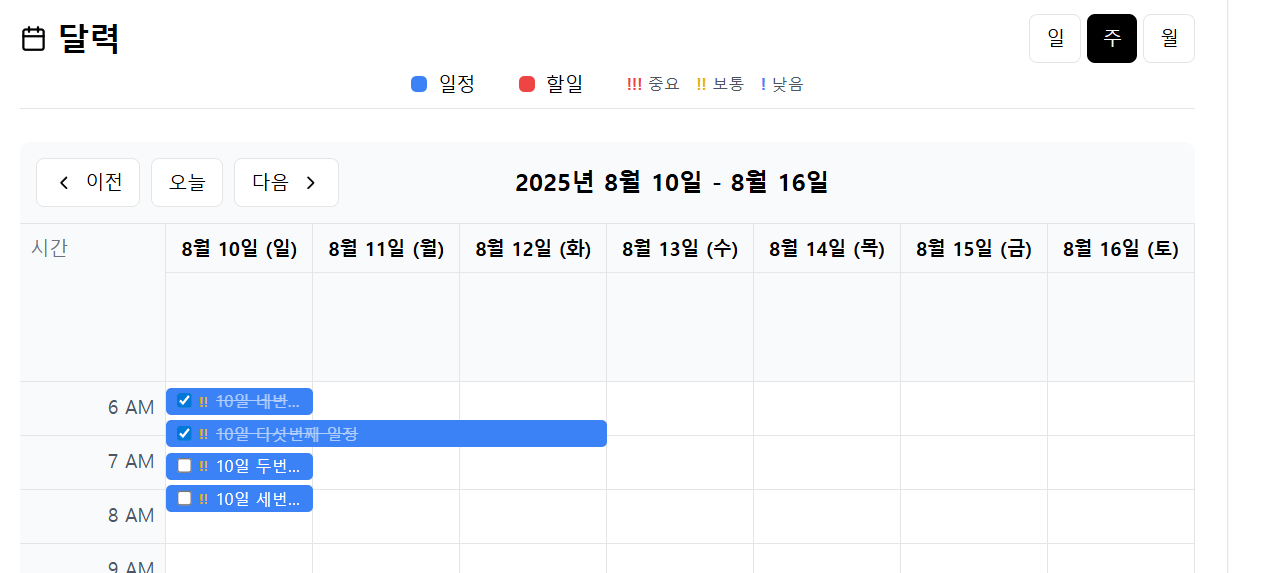 달력
일 주 월
일정 할일 !!! 중요 !! 보통 ! 낮음
이전 오늘 다음 2025년 8월 10일 - 8월 16일
시간 8월 10일 (일) 8월 11일 (월) 8월 12일 (화) 8월 13일 (수) 8월 14일 (목) 8월 15일 (금) 8월 16일 (토)
6 AM !! 10일 네번...
!! 10일 다섯번째 일정
7 AM !! 10일 두번...
!! 10일 세번...
8 AM
9 AM